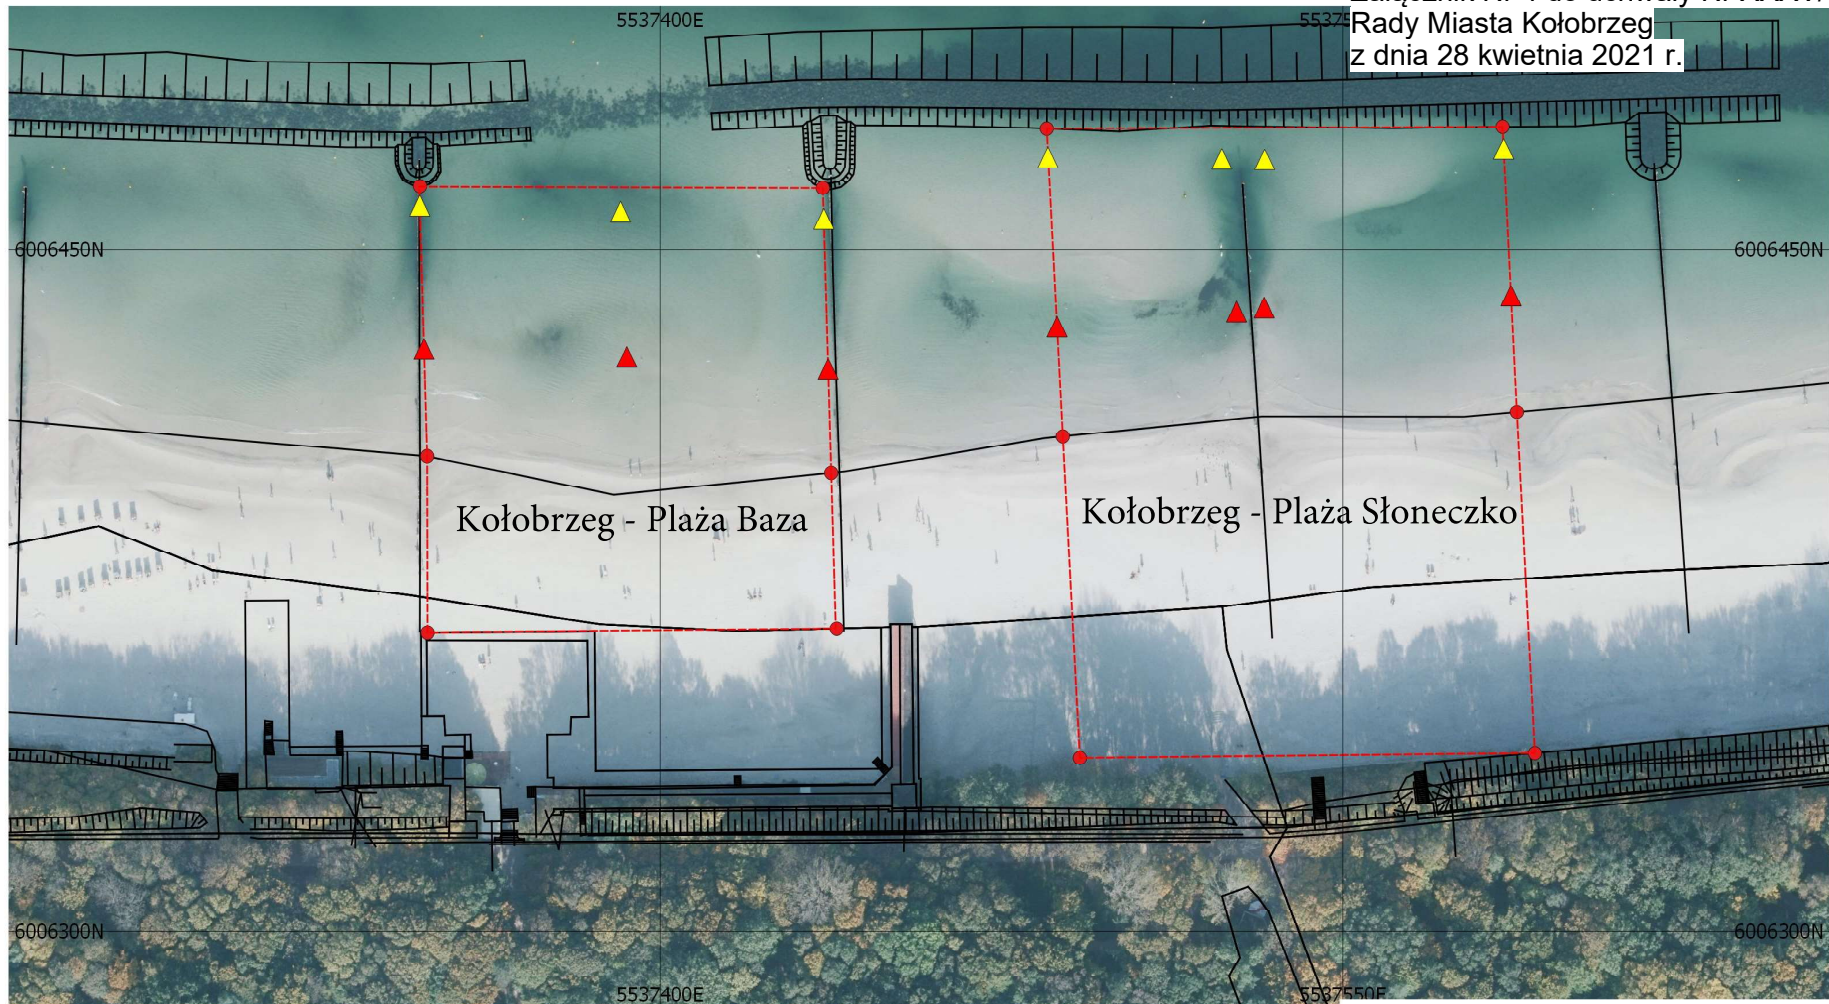 5537400E
Rady Miasta Kołobrzeg
z dnia 28 kwietnia 2021 r.
6006450N
6006450N
Kołobrzeg - Plaża Baza
Kołobrzeg - Plaża Słoneczko
6006300N
6006300N
5537400E
5537550E